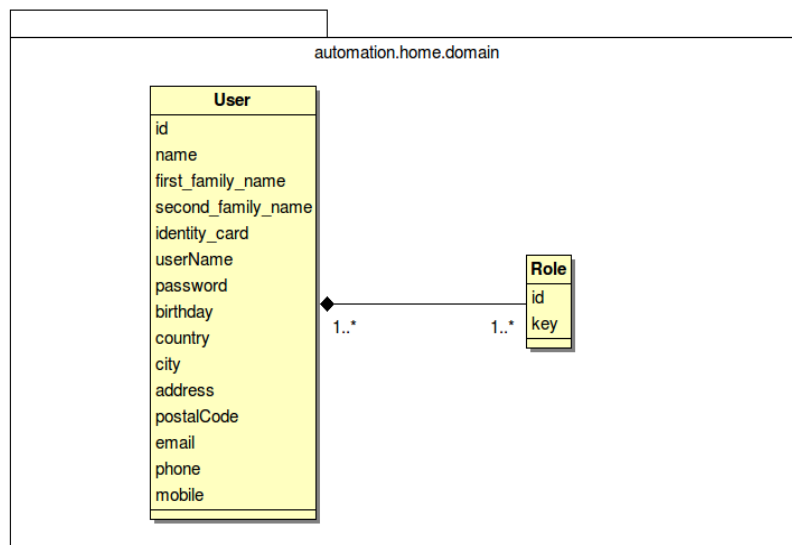 automation.home.domain
User
id
name
first_family_name
second_family_name
identity_card
userName
password
birthday
country
city
address
postalCode
email
phone
mobile
1..*
1..*
Role
id
key